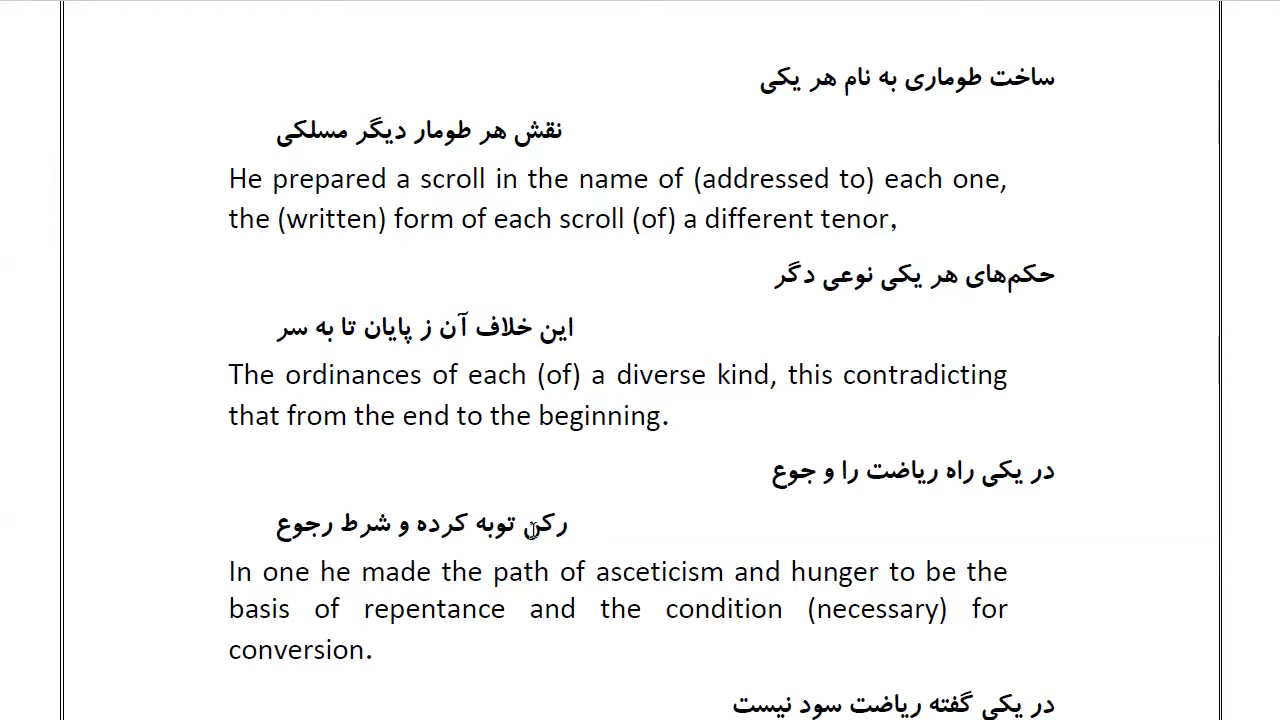 ساخت طوماری به نام هر یکی
نقش هر طومار دیگر مسلکی
He prepared a scroll in the name of (addressed to) each one,
the (written) form of each scroll (of) a different tenor,
حکم‌های هر یکی نوعی دگر
این خلاف آن ز پایان تا به سر
The ordinances of each (of) a diverse kind, this contradicting
that from the end to the beginning.
در یکی راه ریاضت را و جوع
رکن توبه کرده و شرط رجوع
In one he made the path of asceticism and hunger to be the
basis of repentance and the condition (necessary) for
conversion.
در یکی گفته ریاضت سود نیست